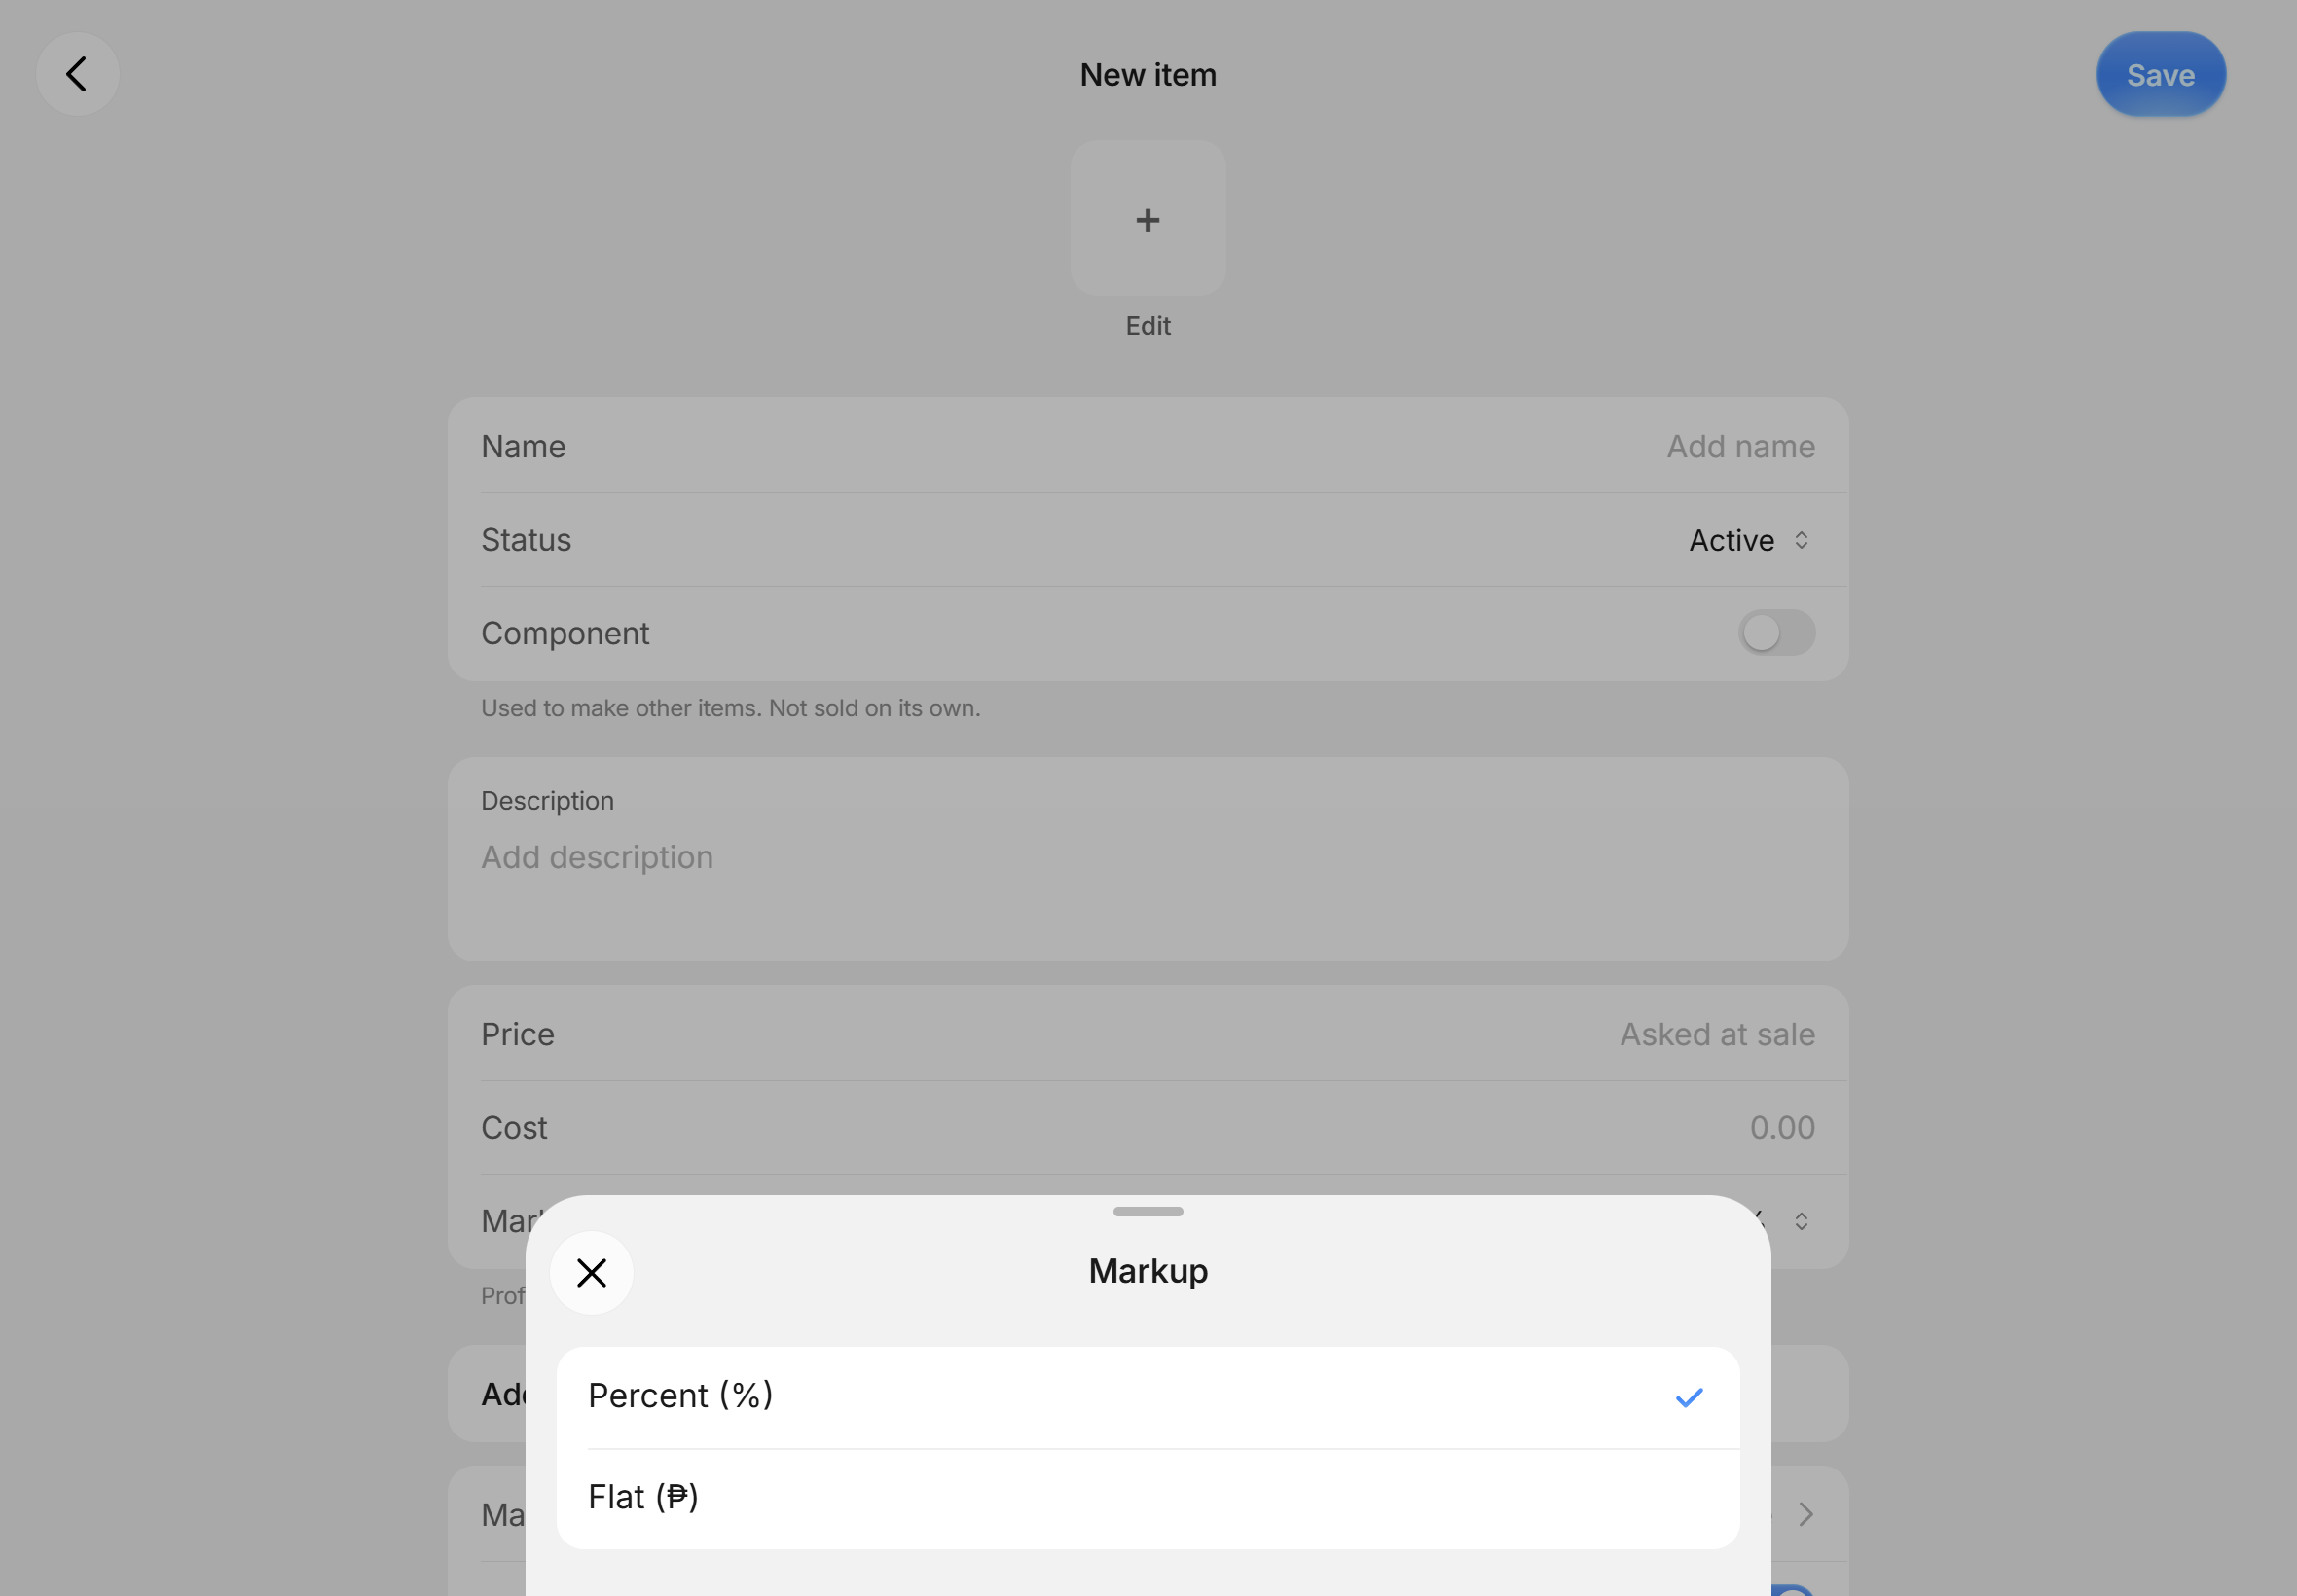 New item
Save
+
Edit
Name
Add name
Status
Active
Component
Used to make other items. Not sold on its own.
Description
Add description
Price
Asked at sale
Cost
0.00
Markup
Percent (%)
Flat (₱)